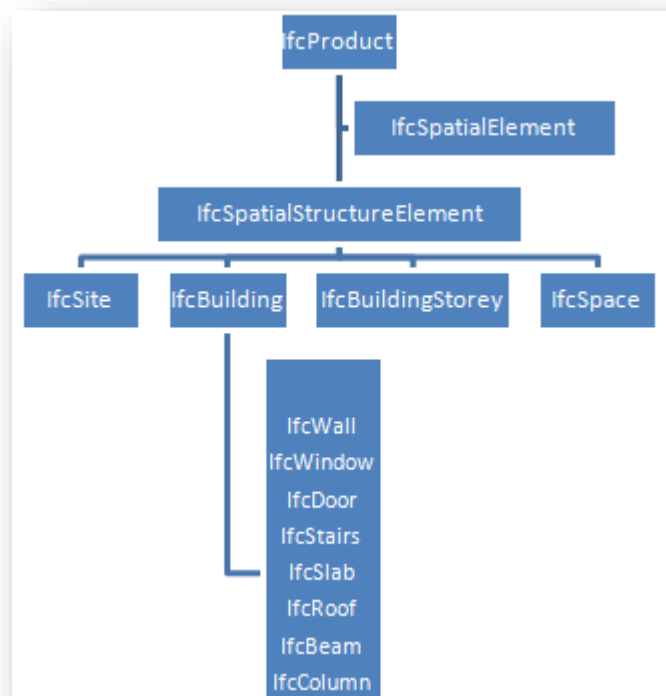 IfcProduct
IfcSpatialElement
IfcSpatialStructureElement
IfcSite
IfcBuilding
IfcBuildingStorey
IfcSpace
IfcWall
IfcWindow
IfcDoor
IfcStairs
IfcSlab
IfcRoof
IfcBeam
IfcColumn